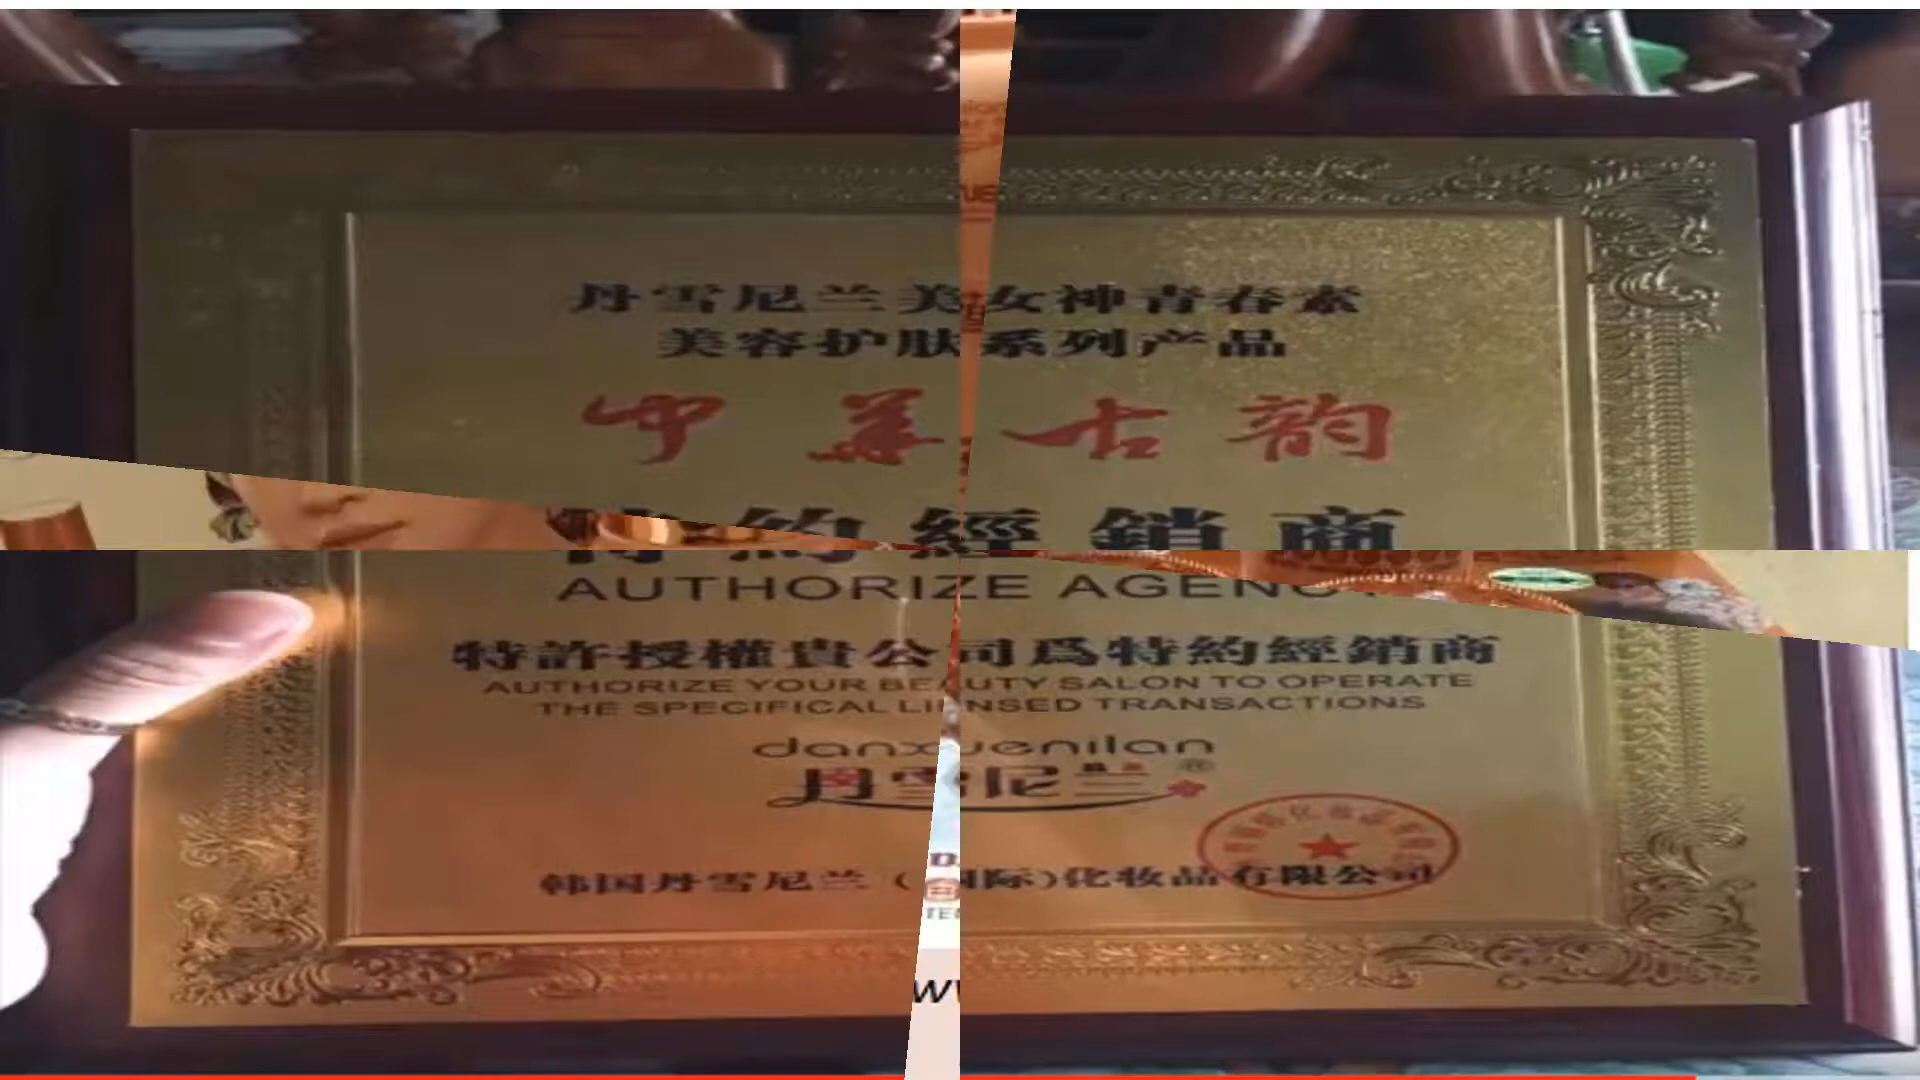 丹雪尼兰美女神青春素
美容护肤系列产品
中华古韵
特約經銷商
AUTHORIZE AGENCY
特許授權貴公司爲特約經銷商
AUTHORIZE YOUR BEAUTY SALON TO OPERATE
THE SPECIFICAL LIENSED TRANSACTIONS
danxuenilan
丹雪尼兰®
韩国丹雪尼兰(国际)化妆品有限公司